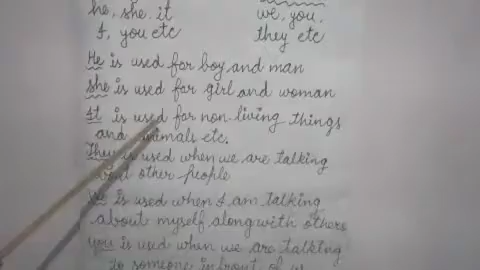 he, she, it we, you,
I, you etc they etc
He is used for boy and man
She is used for girl and woman
It is used for non-living things
and animals etc.
They is used when we are talking
about other people
We is used when I am talking
about myself along with others
you is used when we are talking
to someone in front of us